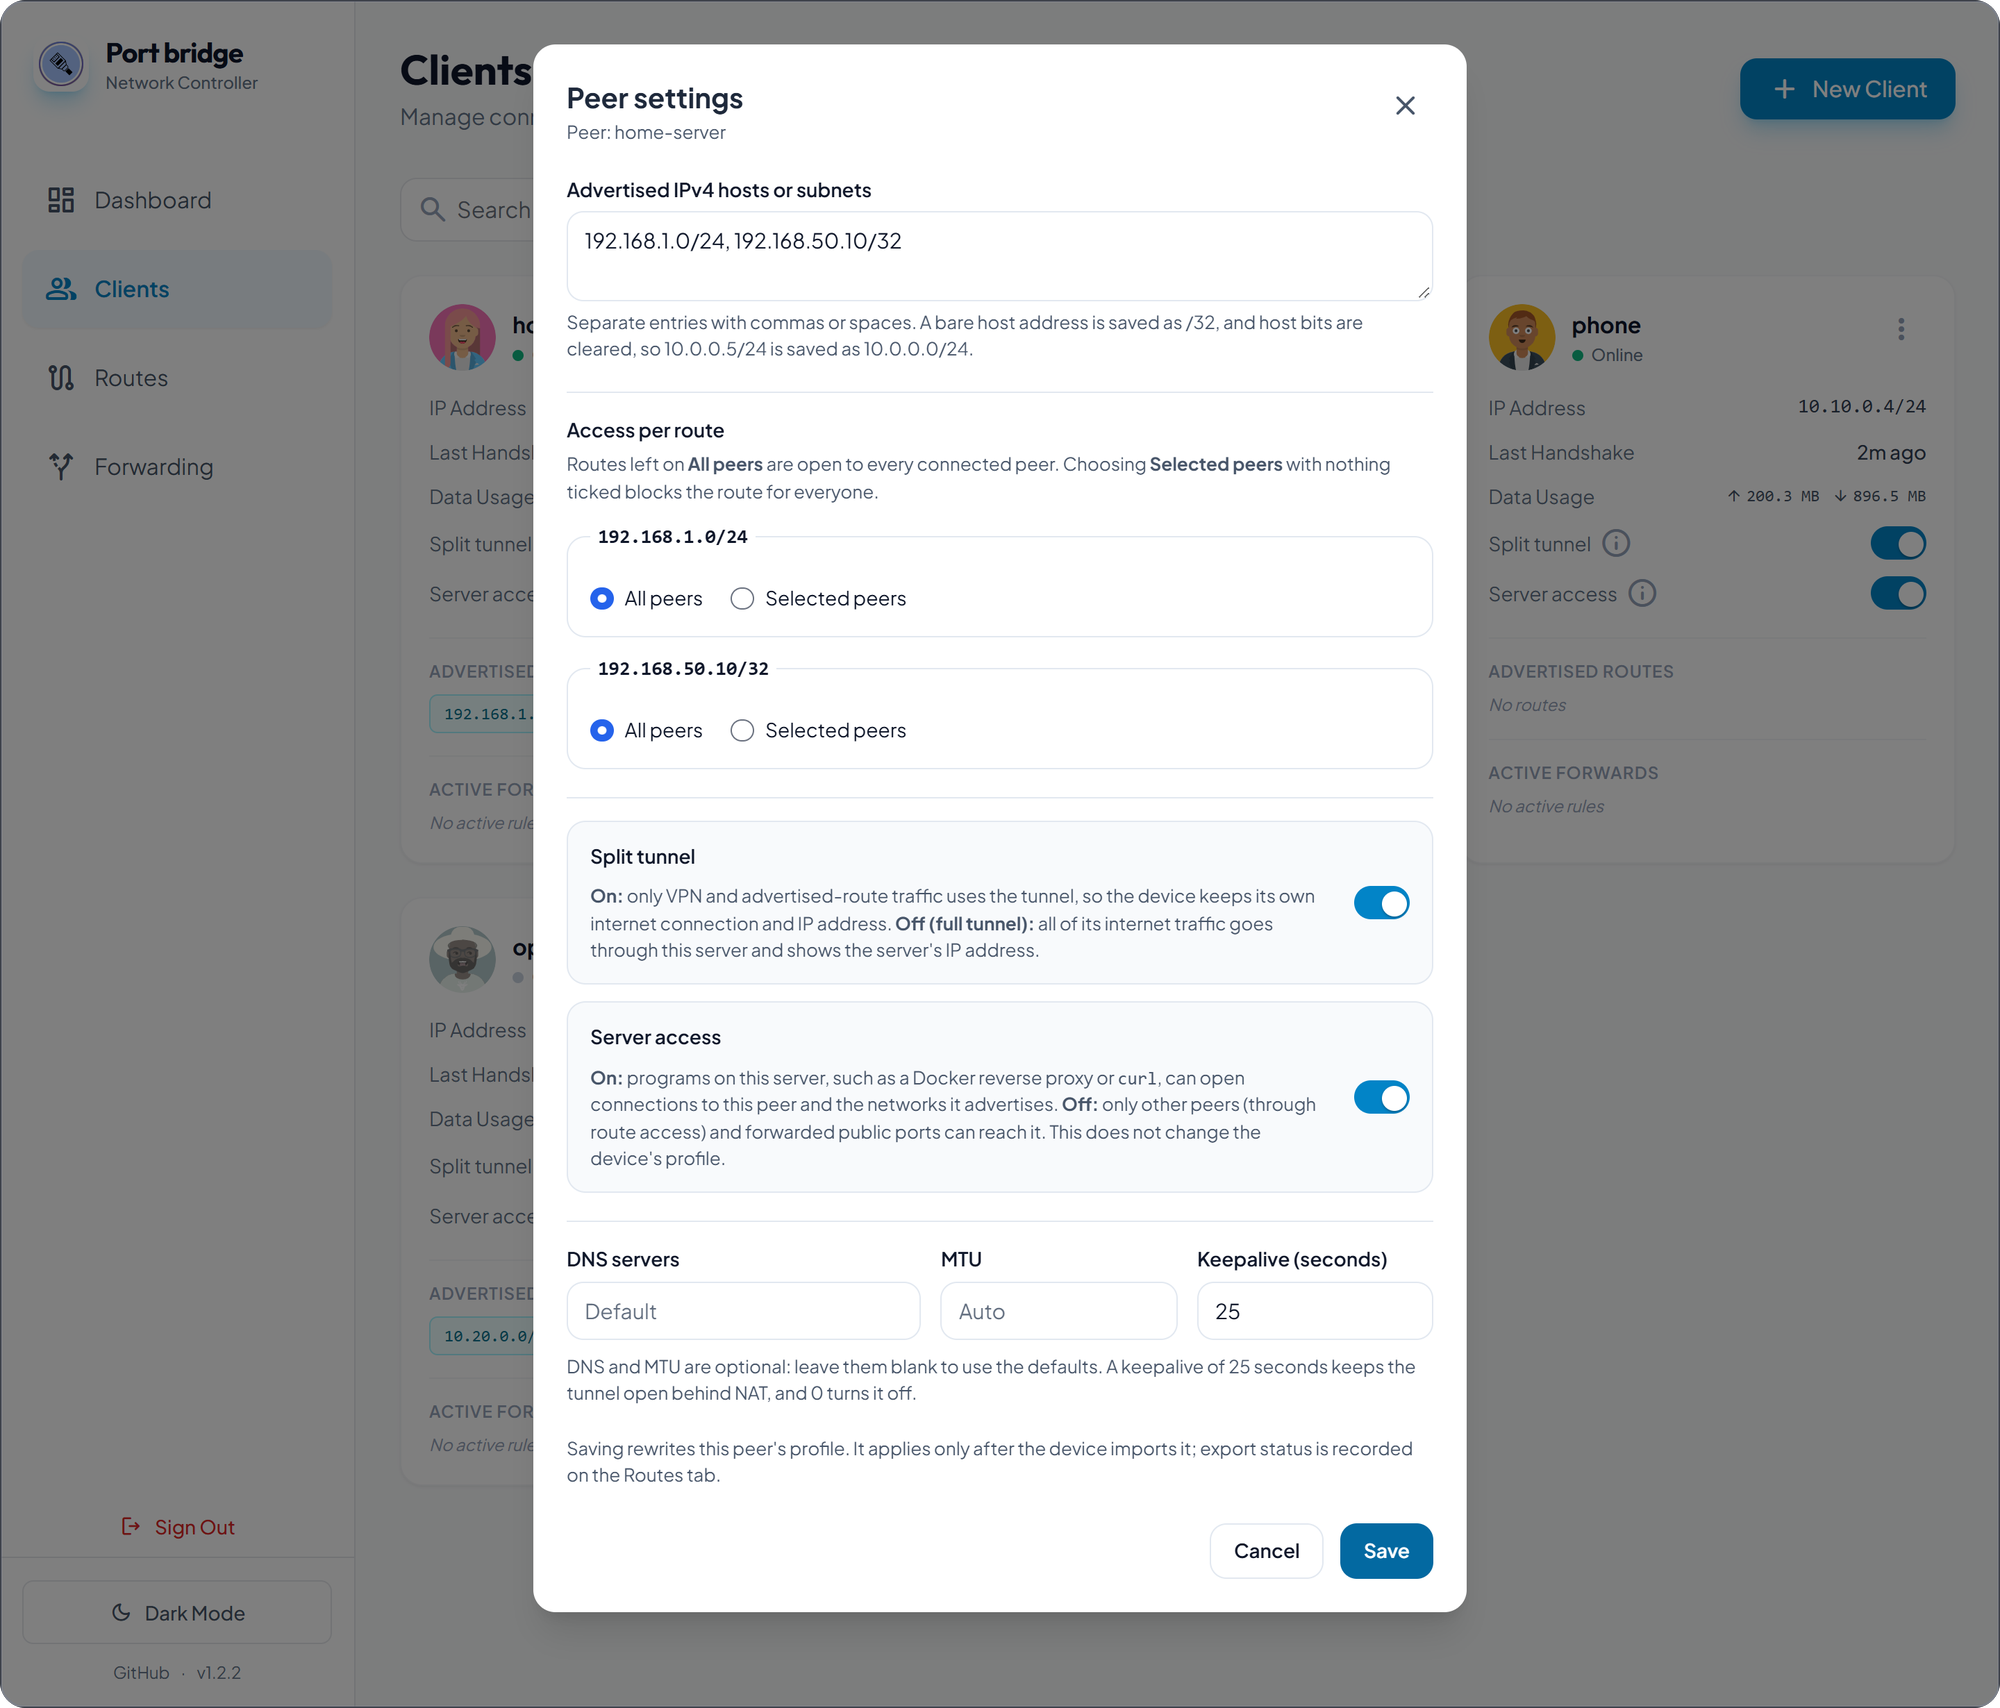 Port bridge
Network Controller
Dashboard
Clients
Routes
Forwarding
Sign Out
Dark Mode
GitHub · v1.2.2
Clients
Manage
Search
New Client
IP Address
Data Usage
Split tunnel
Server
192.168.1.
No active
IP Address
Data Usage
Split tunnel
Server
10.20.0.0/
No active
phone
Online
IP Address 10.10.0.4/24
Last Handshake 2m ago
Data Usage ↑ 200.3 MB ↓ 896.5 MB
Split tunnel
Server access
ADVERTISED ROUTES
No routes
ACTIVE FORWARDS
No active rules
Peer settings
Peer: home-server
Advertised IPv4 hosts or subnets
192.168.1.0/24, 192.168.50.10/32
Separate entries with commas or spaces. A bare host address is saved as /32, and host bits are
cleared, so 10.0.0.5/24 is saved as 10.0.0.0/24.
Access per route
Routes left on All peers are open to every connected peer. Choosing Selected peers with nothing
ticked blocks the route for everyone.
192.168.1.0/24
All peers Selected peers
192.168.50.10/32
All peers Selected peers
Split tunnel
On: only VPN and advertised-route traffic uses the tunnel, so the device keeps its own
internet connection and IP address. Off (full tunnel): all of its internet traffic goes
through this server and shows the server's IP address.
Server access
On: programs on this server, such as a Docker reverse proxy or curl, can open
connections to this peer and the networks it advertises. Off: only other peers (through
route access) and forwarded public ports can reach it. This does not change the
device's profile.
DNS servers MTU Keepalive (seconds)
Default Auto 25
DNS and MTU are optional: leave them blank to use the defaults. A keepalive of 25 seconds keeps the
tunnel open behind NAT, and 0 turns it off.
Saving rewrites this peer's profile. It applies only after the device imports it; export status is recorded
on the Routes tab.
Cancel Save